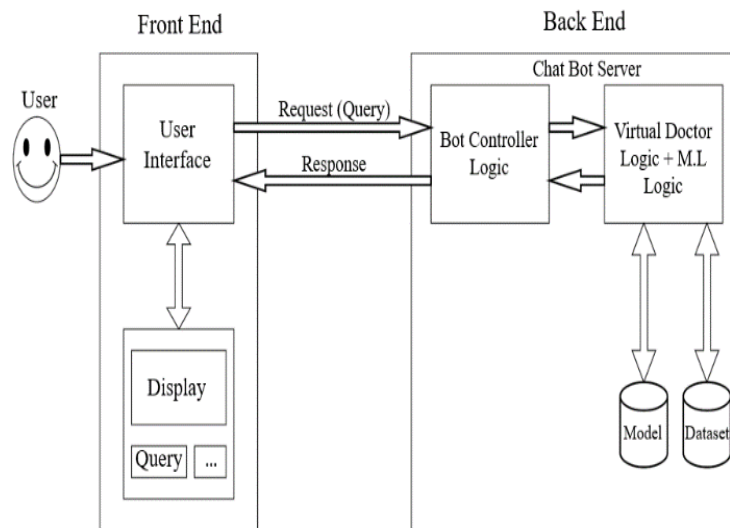 Front End
Back End
Chat Bot Server
User
User
Interface
Request (Query)
Response
Bot Controller
Logic
Virtual Doctor
Logic + M.L
Logic
Display
Query
...
Model
Dataset